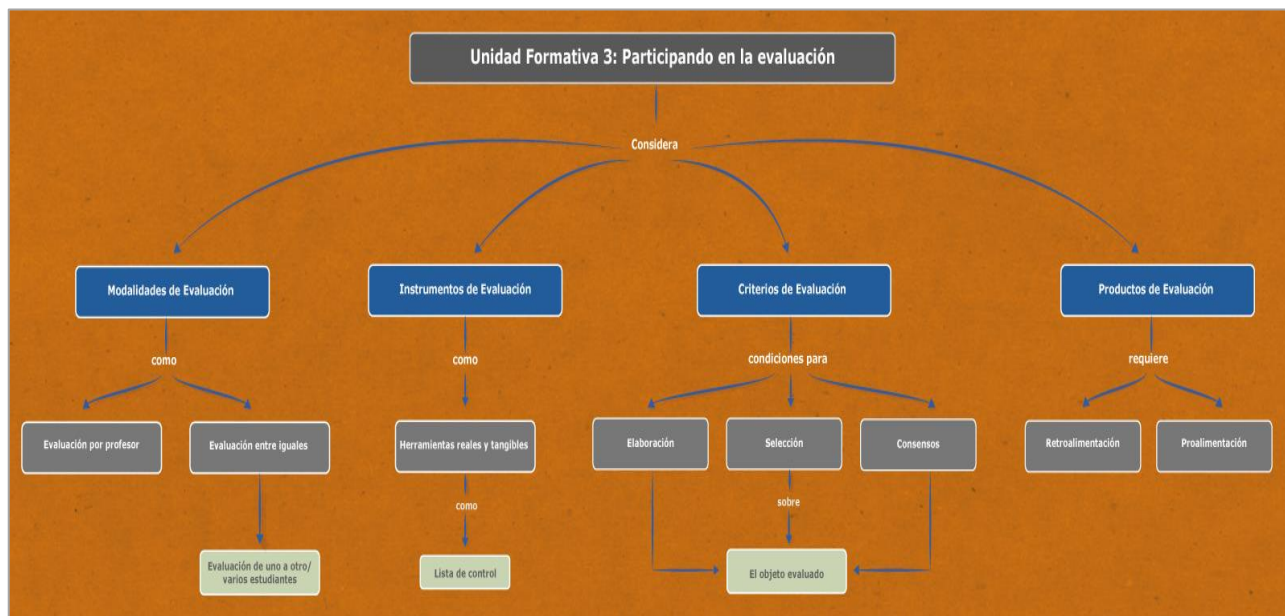 Unidad Formativa 3: Participando en la evaluación
Considera
Modalidades de Evaluación
Instrumentos de Evaluación
Criterios de Evaluación
Productos de Evaluación
como
como
condiciones para
requiere
Evaluación por profesor
Evaluación entre iguales
Herramientas reales y tangibles
Elaboración
Selección
Consensos
Retroalimentación
Proalimentación
como
sobre
Evaluación de uno a otro/
varios estudiantes
Lista de control
El objeto evaluado